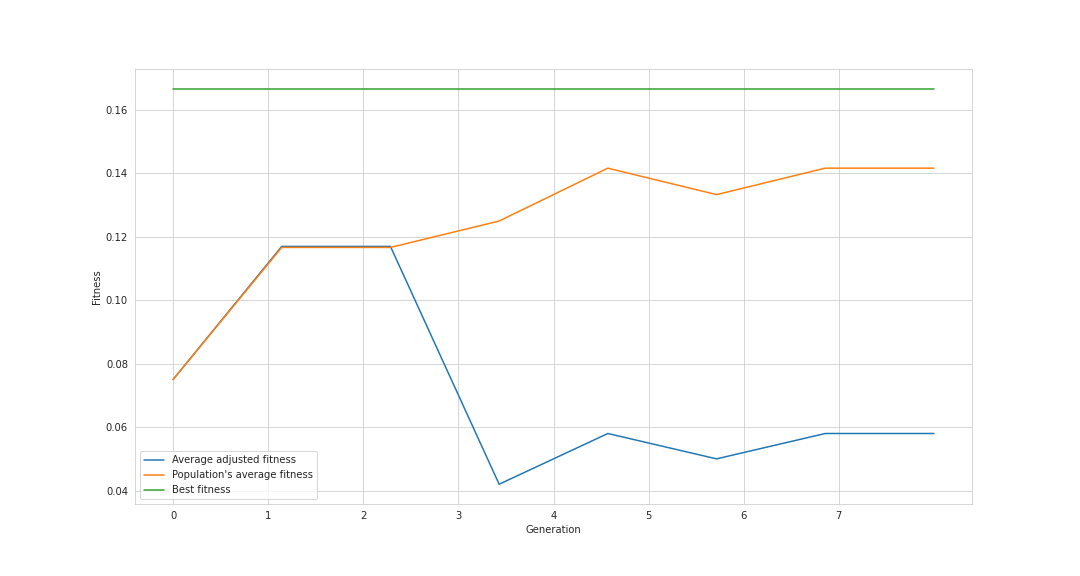 0.16
0.14
0.12
0.10
0.08
0.06
0.04
Fitness
Average adjusted fitness
Population's average fitness
Best fitness
0 1 2 3 4 5 6 7
Generation